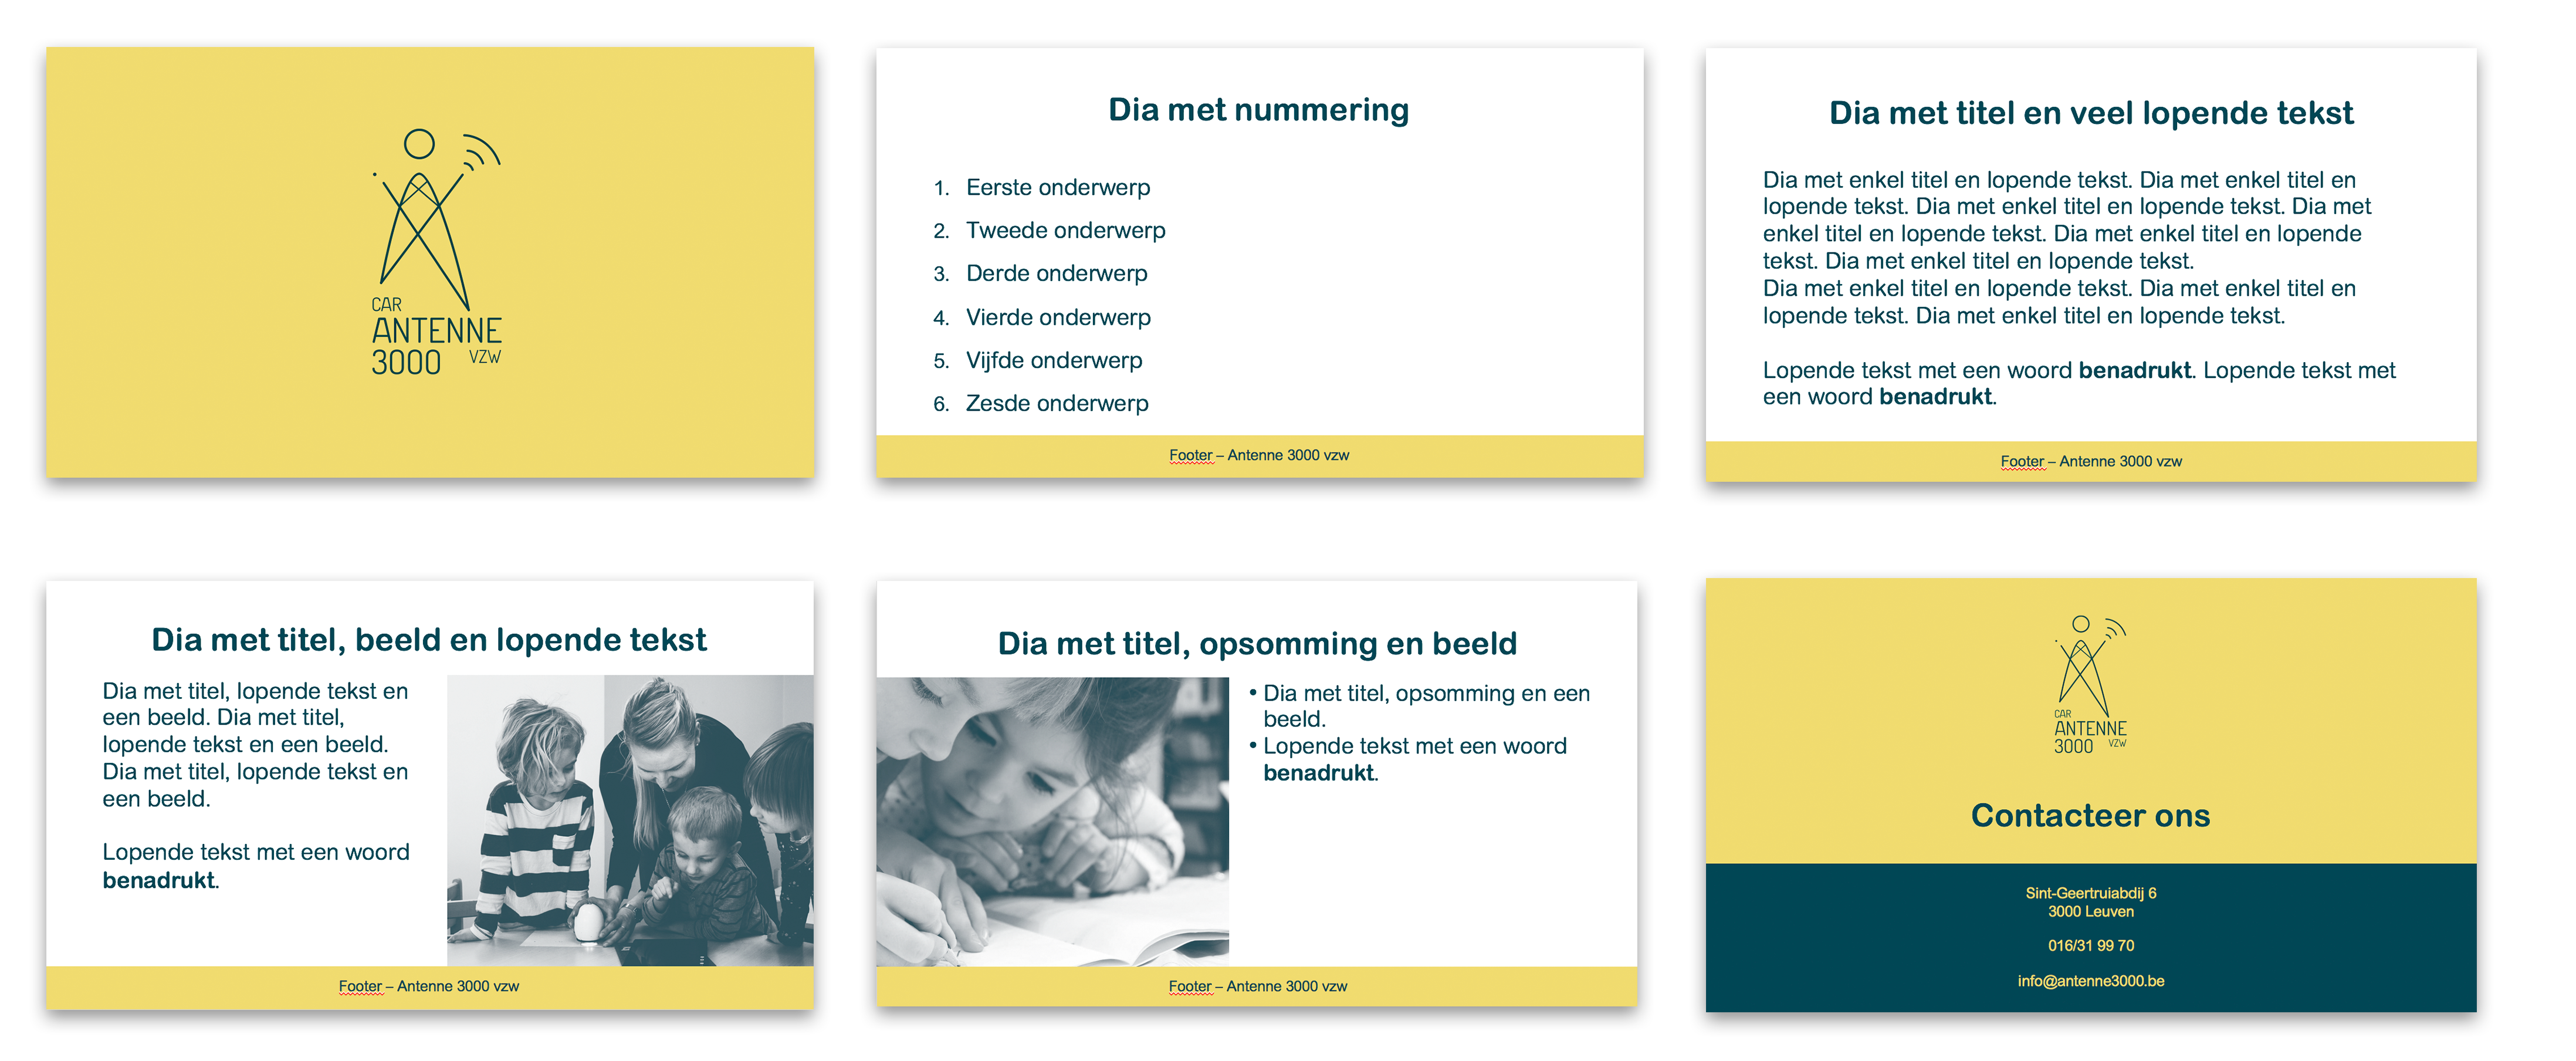 CAR
ANTENNE
3000 VZW
Dia met nummering
1. Eerste onderwerp
2. Tweede onderwerp
3. Derde onderwerp
4. Vierde onderwerp
5. Vijfde onderwerp
6. Zesde onderwerp
Footer – Antenne 3000 vzw
Dia met titel en veel lopende tekst
Dia met enkel titel en lopende tekst. Dia met enkel titel en
lopende tekst. Dia met enkel titel en lopende tekst. Dia met
enkel titel en lopende tekst. Dia met enkel titel en lopende
tekst. Dia met enkel titel en lopende tekst.
Dia met enkel titel en lopende tekst. Dia met enkel titel en
lopende tekst. Dia met enkel titel en lopende tekst.
Lopende tekst met een woord benadrukt. Lopende tekst met
een woord benadrukt.
Footer – Antenne 3000 vzw
Dia met titel, beeld en lopende tekst
Dia met titel, lopende tekst en
een beeld. Dia met titel,
lopende tekst en een beeld.
Dia met titel, lopende tekst en
een beeld.
Lopende tekst met een woord
benadrukt.
Footer – Antenne 3000 vzw
Dia met titel, opsomming en beeld
• Dia met titel, opsomming en een
beeld.
• Lopende tekst met een woord
benadrukt.
Footer – Antenne 3000 vzw
CAR
ANTENNE
3000 VZW
Contacteer ons
Sint-Geertruiabdij 6
3000 Leuven
016/31 99 70
info@antenne3000.be